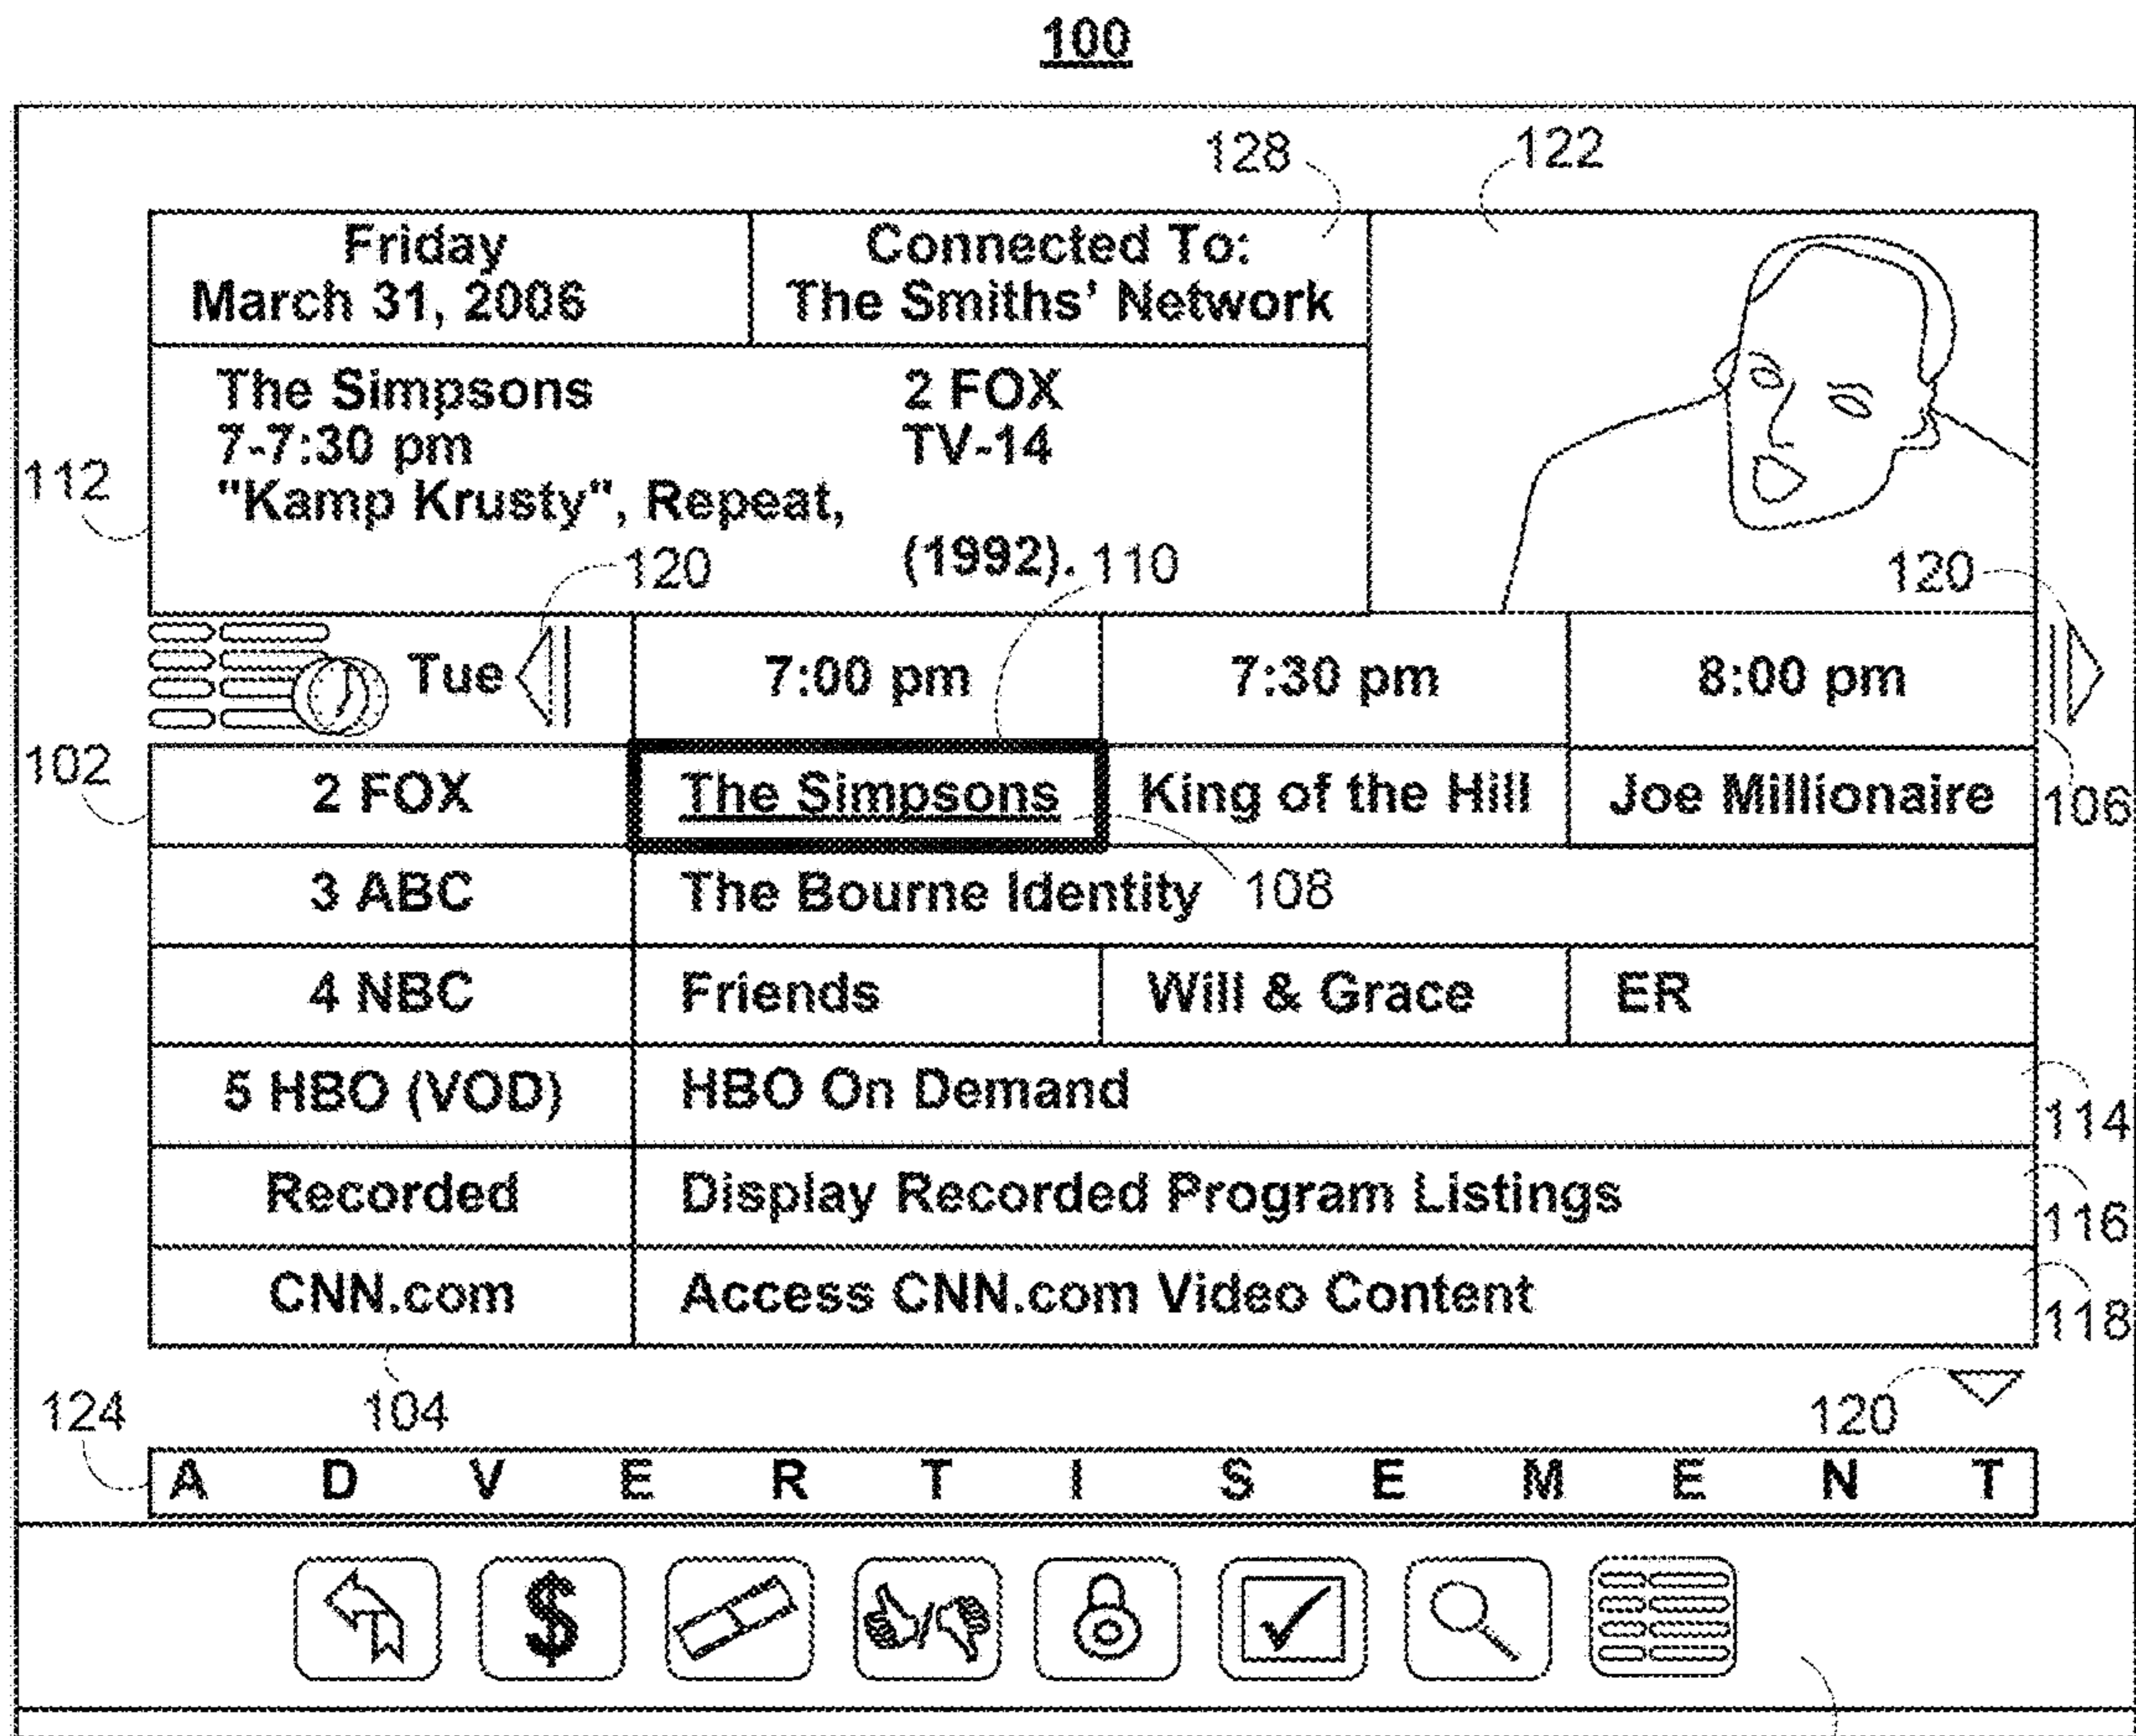 100
128
122
Friday
March 31, 2006
Connected To:
The Smiths' Network
The Simpsons 2 FOX
7-7:30 pm TV-14
"Kamp Krusty", Repeat,
(1992).
112
120
110
120
Tue 7:00 pm 7:30 pm 8:00 pm
102
2 FOX The Simpsons King of the Hill Joe Millionaire
106
3 ABC The Bourne Identity
108
4 NBC Friends Will & Grace ER
5 HBO (VOD) HBO On Demand
114
Recorded Display Recorded Program Listings
116
CNN.com Access CNN.com Video Content
118
124
104
120
A D V E R T I S E M E N T
$